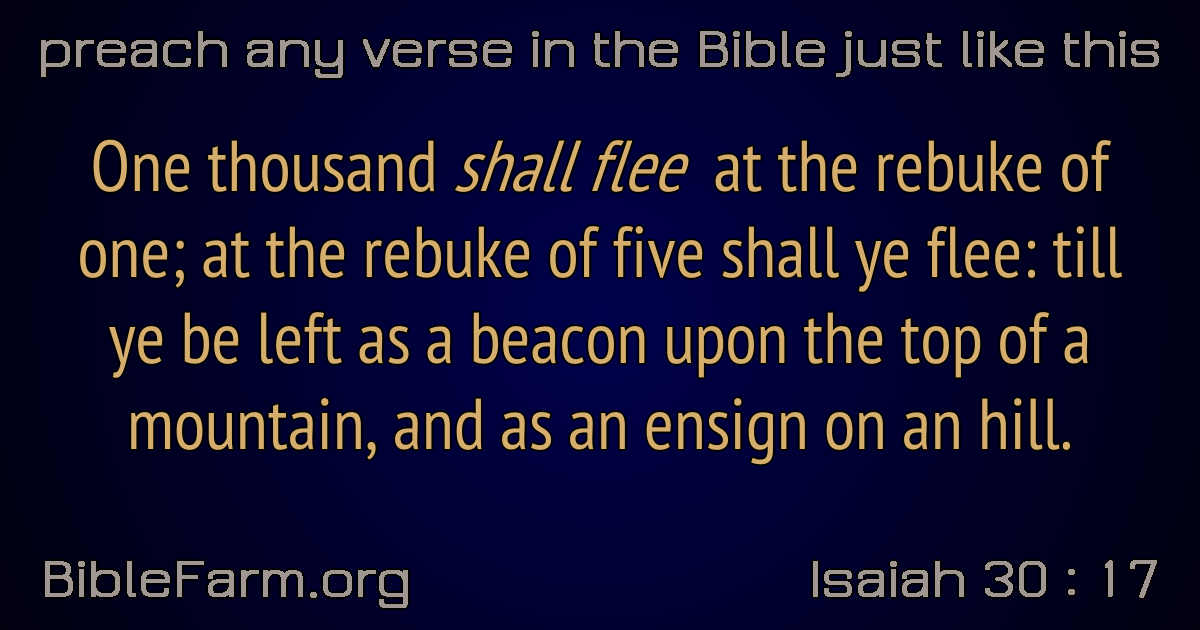 preach any verse in the Bible just like this
One thousand shall flee at the rebuke of
one; at the rebuke of five shall ye flee: till
ye be left as a beacon upon the top of a
mountain, and as an ensign on an hill.
BibleFarm.org
Isaiah 30 : 17